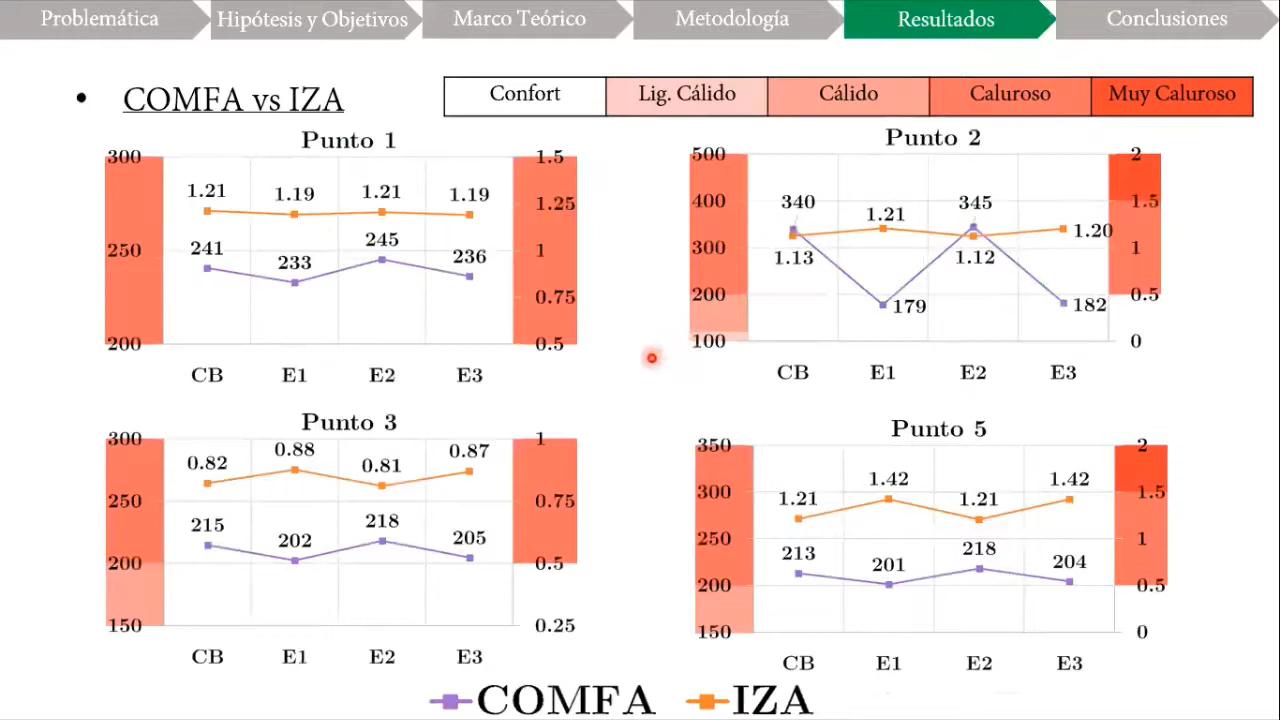 Problemática
Hipótesis y Objetivos
Marco Teórico
Metodología
Resultados
Conclusiones
• COMFA vs IZA
Confort
Lig. Cálido
Cálido
Caluroso
Muy Caluroso
Punto 1
300
250
200
1.5
1.25
1
0.75
0.5
1.21 1.19 1.21 1.19
241 233 245 236
CB E1 E2 E3
Punto 2
500
400
300
200
100
2
1.5
1
0.5
0
340 1.21 345 1.20
1.13 179 1.12 182
CB E1 E2 E3
Punto 3
300
250
200
150
1
0.75
0.5
0.25
0.82 0.88 0.81 0.87
215 202 218 205
CB E1 E2 E3
Punto 5
350
300
250
200
150
2
1.5
1
0.5
0
1.21 1.42 1.21 1.42
213 201 218 204
CB E1 E2 E3
COMFA IZA